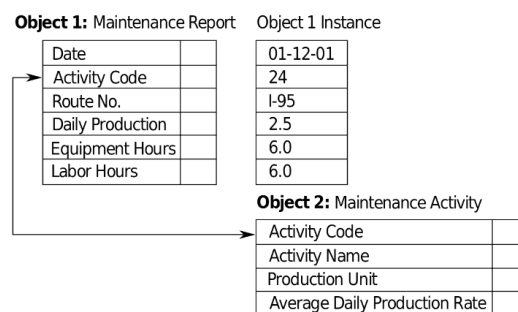 Object 1: Maintenance Report Object 1 Instance
Date 01-12-01
Activity Code 24
Route No. I-95
Daily Production 2.5
Equipment Hours 6.0
Labor Hours 6.0
Object 2: Maintenance Activity
Activity Code
Activity Name
Production Unit
Average Daily Production Rate